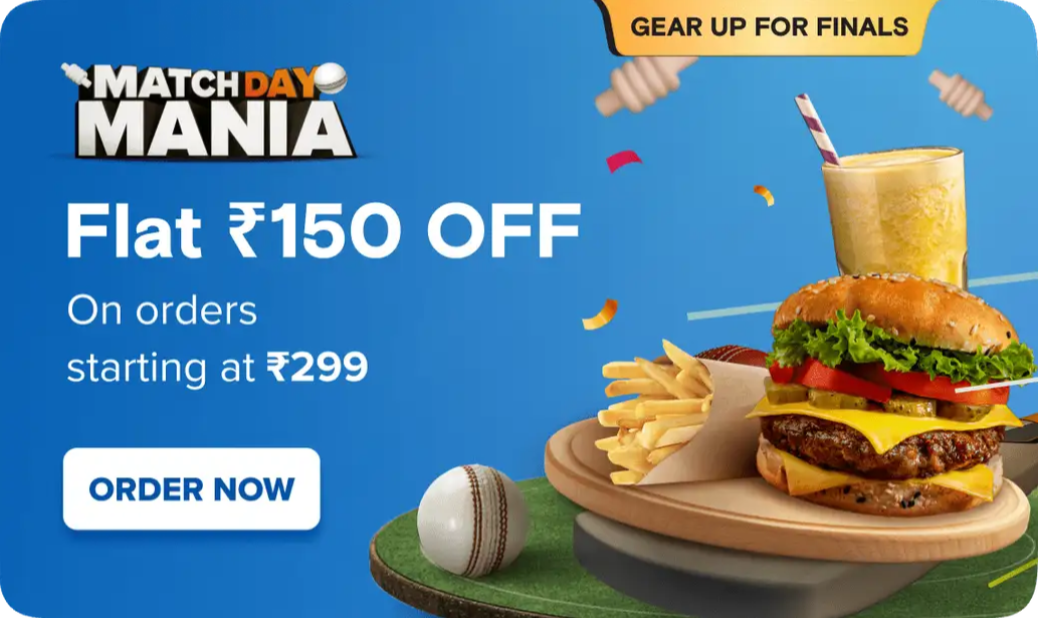 GEAR UP FOR FINALS
MATCH DAY
MANIA
Flat ₹150 OFF
On orders
starting at ₹299
ORDER NOW